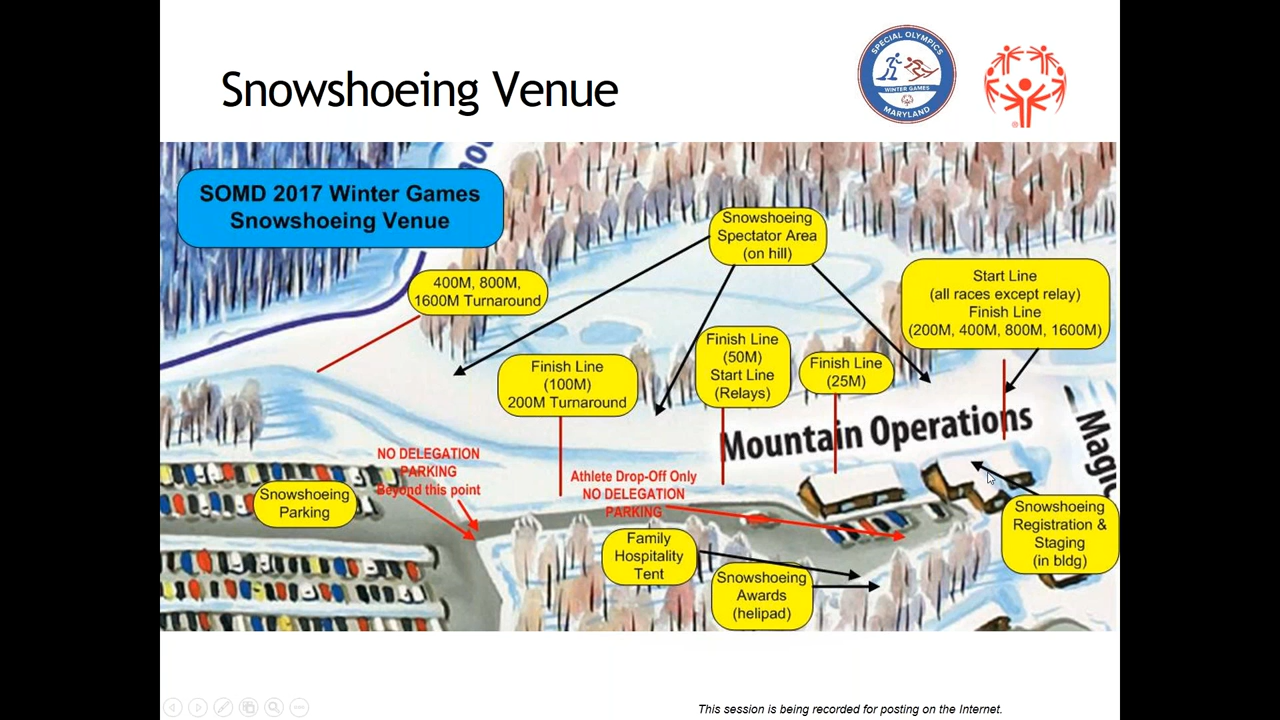 Snowshoeing Venue
SPECIAL OLYMPICS
WINTER GAMES
MARYLAND
SOMD 2017 Winter Games
Snowshoeing Venue
Snowshoeing
Spectator Area
(on hill)
400M, 800M,
1600M Turnaround
Start Line
(all races except relay)
Finish Line
(200M, 400M, 800M, 1600M)
Finish Line
(50M)
Start Line
(Relays)
Finish Line
(100M)
200M Turnaround
Finish Line
(25M)
Mountain Operations
Magic
NO DELEGATION
PARKING
Beyond this point
Athlete Drop-Off Only
NO DELEGATION
PARKING
Snowshoeing
Parking
Snowshoeing
Registration &
Staging
(in bldg)
Family
Hospitality
Tent
Snowshoeing
Awards
(helipad)
This session is being recorded for posting on the Internet.